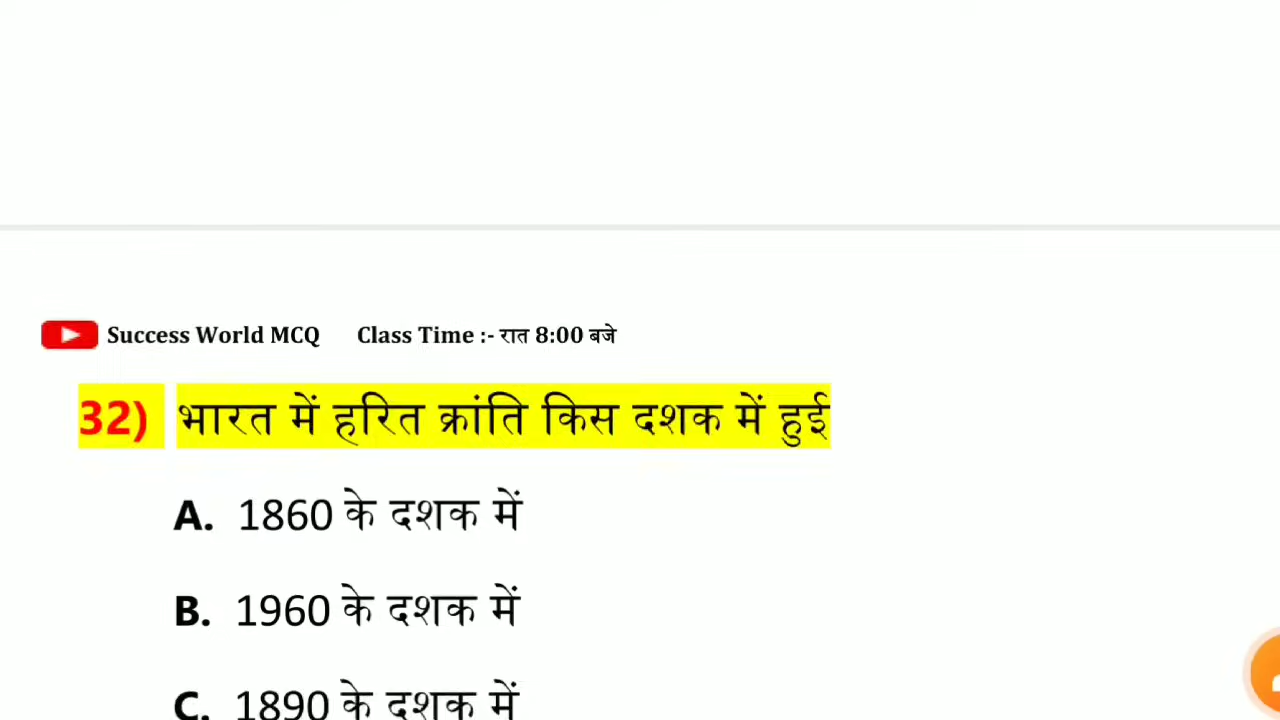 Success World MCQ Class Time :- रात 8:00 बजे
32) भारत में हरित क्रांति किस दशक में हुई
A. 1860 के दशक में
B. 1960 के दशक में
C. 1890 के दशक में